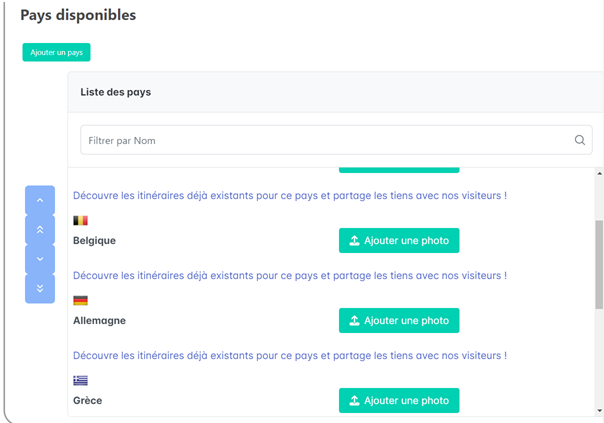 Pays disponibles
Ajouter un pays
Liste des pays
Filtrer par Nom
Découvre les itinéraires déjà existants pour ce pays et partage les tiens avec nos visiteurs !
Belgique
Ajouter une photo
Découvre les itinéraires déjà existants pour ce pays et partage les tiens avec nos visiteurs !
Allemagne
Ajouter une photo
Découvre les itinéraires déjà existants pour ce pays et partage les tiens avec nos visiteurs !
Grèce
Ajouter une photo